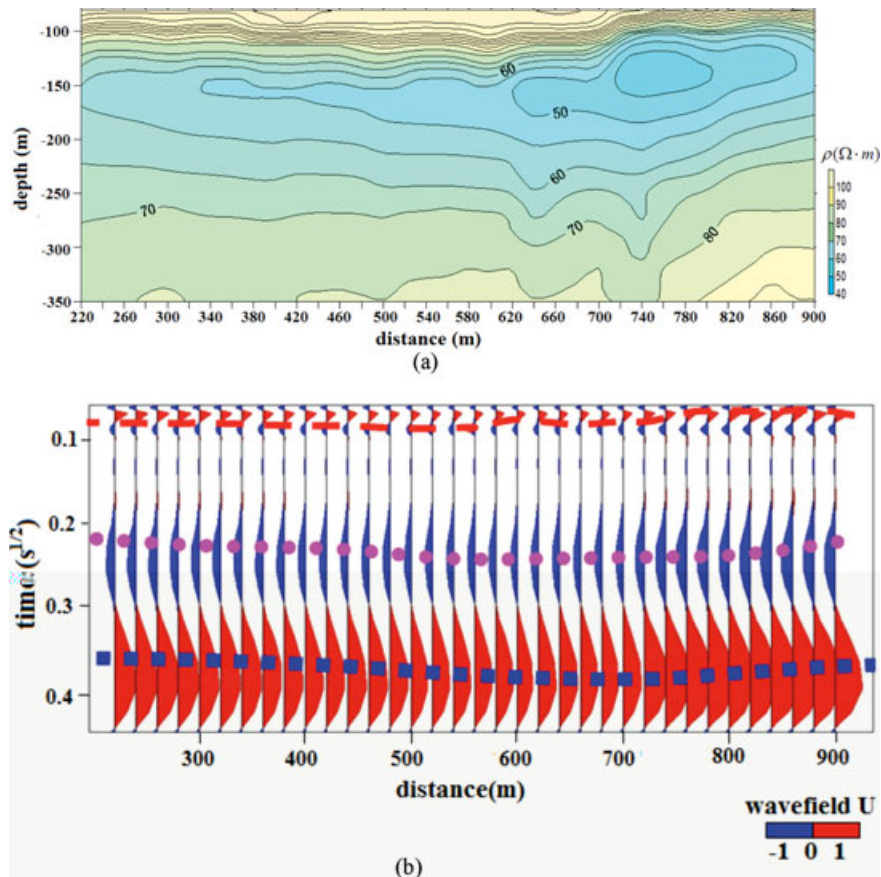 -100
-150
-200
-250
-300
-350
depth (m)
60
50
60
70
70
80
220 260 300 340 380 420 460 500 540 580 620 660 700 740 780 820 860 900
distance (m)
ρ(Ω·m)
100
90
80
70
60
50
40
(a)
0.1
0.2
0.3
0.4
time (s^1/2)
300 400 500 600 700 800 900
distance(m)
wavefield U
-1 0 1
(b)